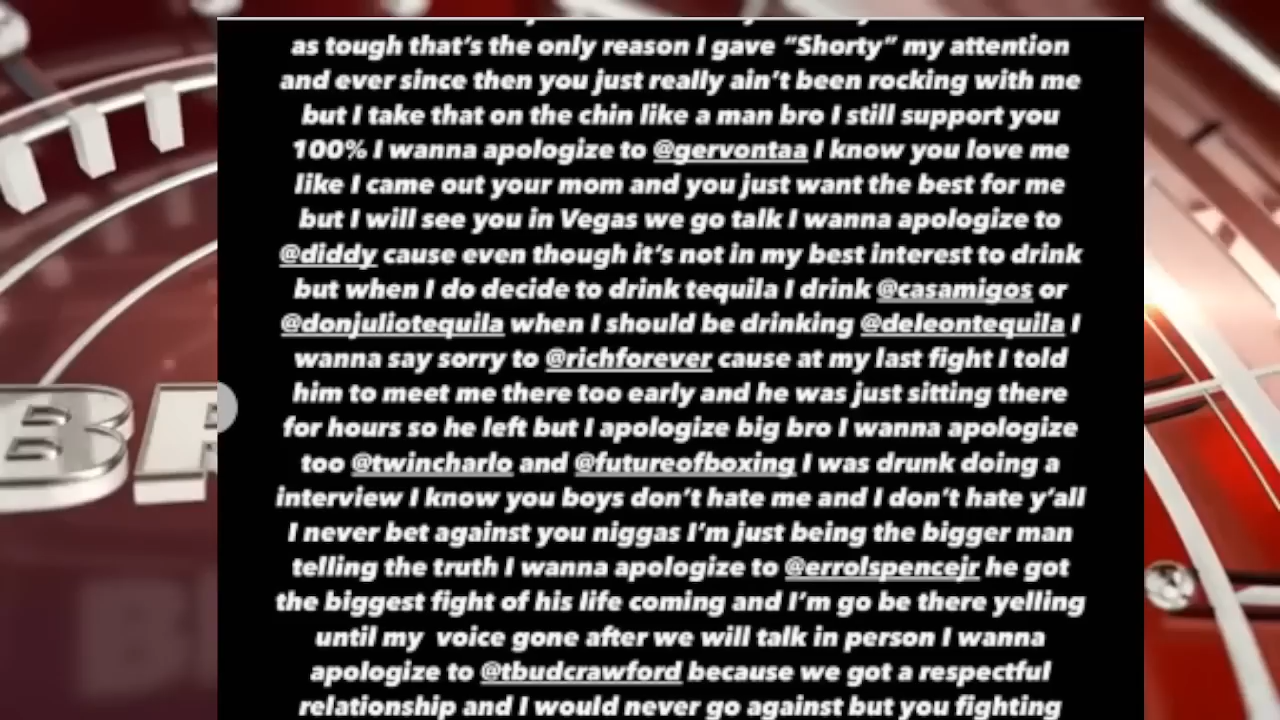 as tough that's the only reason I gave "Shorty" my attention
and ever since then you just really ain't been rocking with me
but I take that on the chin like a man bro I still support you
100% I wanna apologize to @gervontaa I know you love me
like I came out your mom and you just want the best for me
but I will see you in Vegas we go talk I wanna apologize to
@diddy cause even though it's not in my best interest to drink
but when I do decide to drink tequila I drink @casamigos or
@donjuliotequila when I should be drinking @deleontequila I
wanna say sorry to @richforever cause at my last fight I told
him to meet me there too early and he was just sitting there
for hours so he left but I apologize big bro I wanna apologize
too @twincharlo and @futureofboxing I was drunk doing a
interview I know you boys don't hate me and I don't hate y'all
I never bet against you niggas I'm just being the bigger man
telling the truth I wanna apologize to @errolspencejr he got
the biggest fight of his life coming and I'm go be there yelling
until my voice gone after we will talk in person I wanna
apologize to @tbudcrawford because we got a respectful
relationship and I would never go against but you fighting